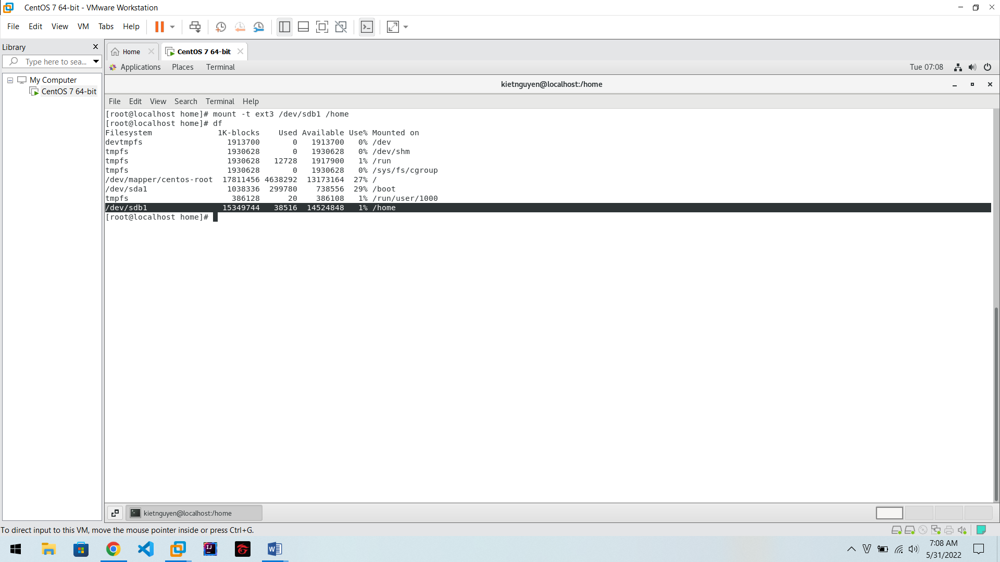 CentOS 7 64-bit - VMware Workstation
File Edit View VM Tabs Help
Library
Type here to sea...
My Computer
CentOS 7 64-bit
Home
CentOS 7 64-bit
Applications Places Terminal Tue 07:08
kietnguyen@localhost:/home
File Edit View Search Terminal Help
[root@localhost home]# mount -t ext3 /dev/sdb1 /home
[root@localhost home]# df
Filesystem 1K-blocks Used Available Use% Mounted on
devtmpfs 1913700 0 1913700 0% /dev
tmpfs 1930628 0 1930628 0% /dev/shm
tmpfs 1930628 12728 1917900 1% /run
tmpfs 1930628 0 1930628 0% /sys/fs/cgroup
/dev/mapper/centos-root 17811456 4638292 13173164 27% /
/dev/sda1 1038336 299780 738556 29% /boot
tmpfs 386128 20 386108 1% /run/user/1000
/dev/sdb1 15349744 38516 14524848 1% /home
[root@localhost home]#
kietnguyen@localhost:/home
To direct input to this VM, move the mouse pointer inside or press Ctrl+G.
7:08 AM
5/31/2022